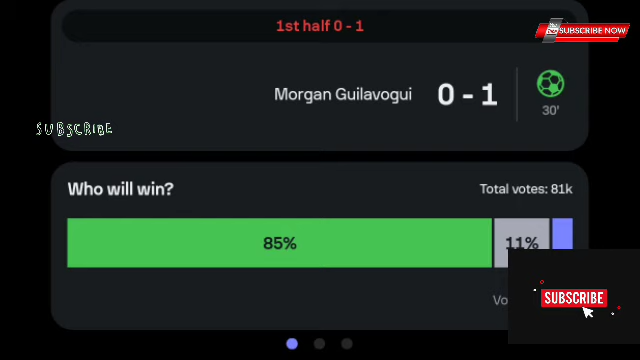 1st half 0 - 1
SUBSCRIBE NOW
Morgan Guilavogui 0 - 1
30'
SUBSCRIBE
Who will win?
Total votes: 81k
85%
11%
SUBSCRIBE